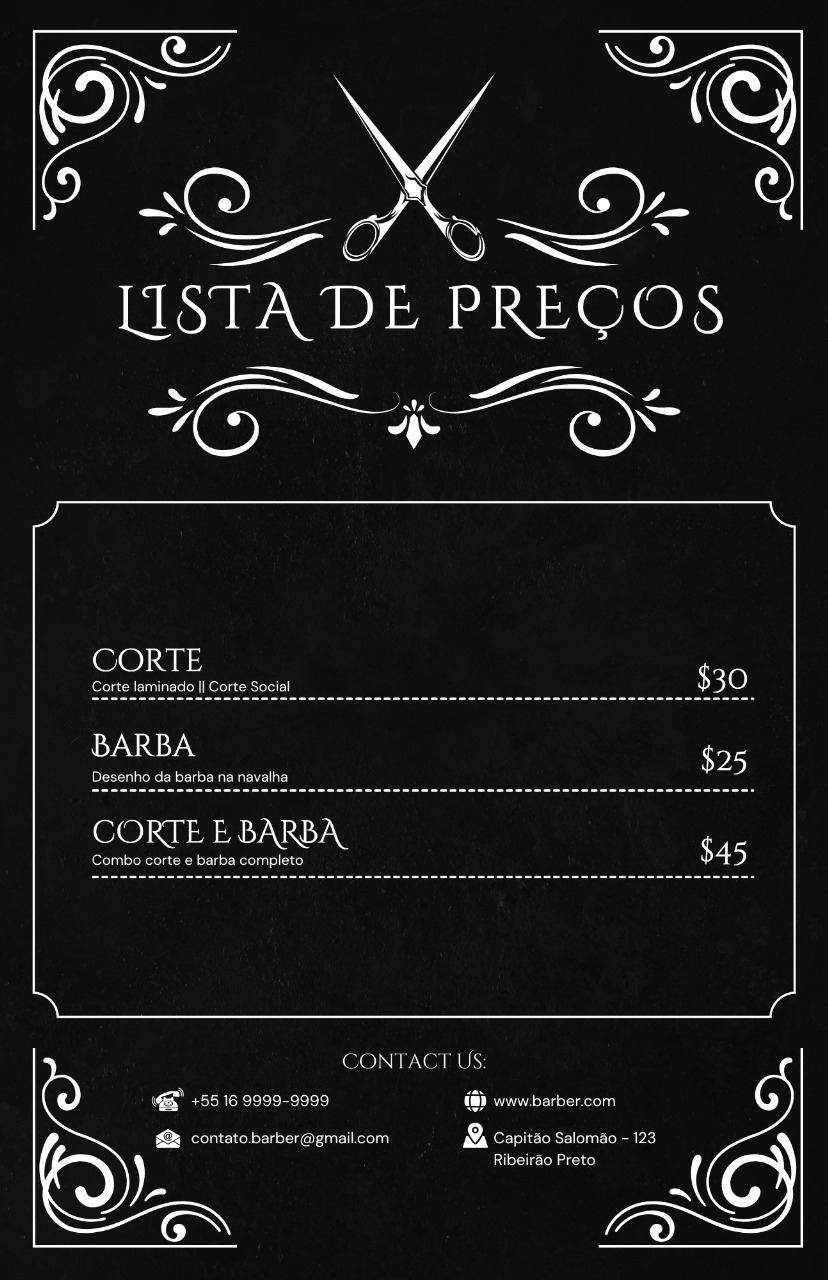 LISTA DE PREÇOS
CORTE
Corte laminado || Corte Social
$30
BARBA
Desenho da barba na navalha
$25
CORTE E BARBA
Combo corte e barba completo
$45
CONTACT US:
+55 16 9999-9999
www.barber.com
contato.barber@gmail.com
Capitão Salomão - 123
Ribeirão Preto